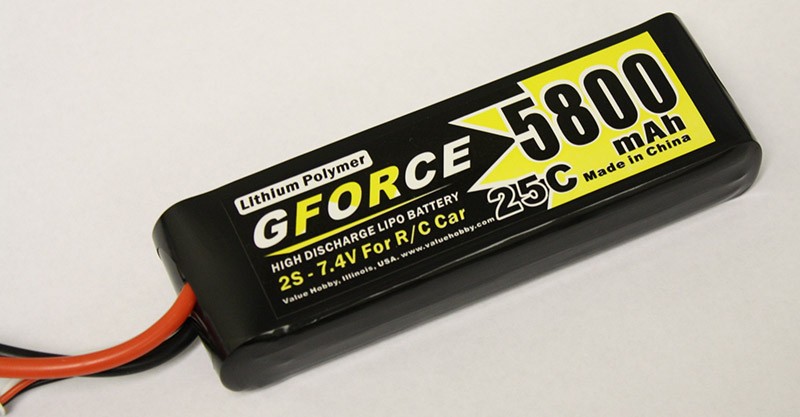 Lithium Polymer
GFORCE
HIGH DISCHARGE LIPO BATTERY
2S - 7.4V For R/C Car
Value Hobby, Illinois, USA. www.valuehobby.com
5800
mAh
25C Made in China